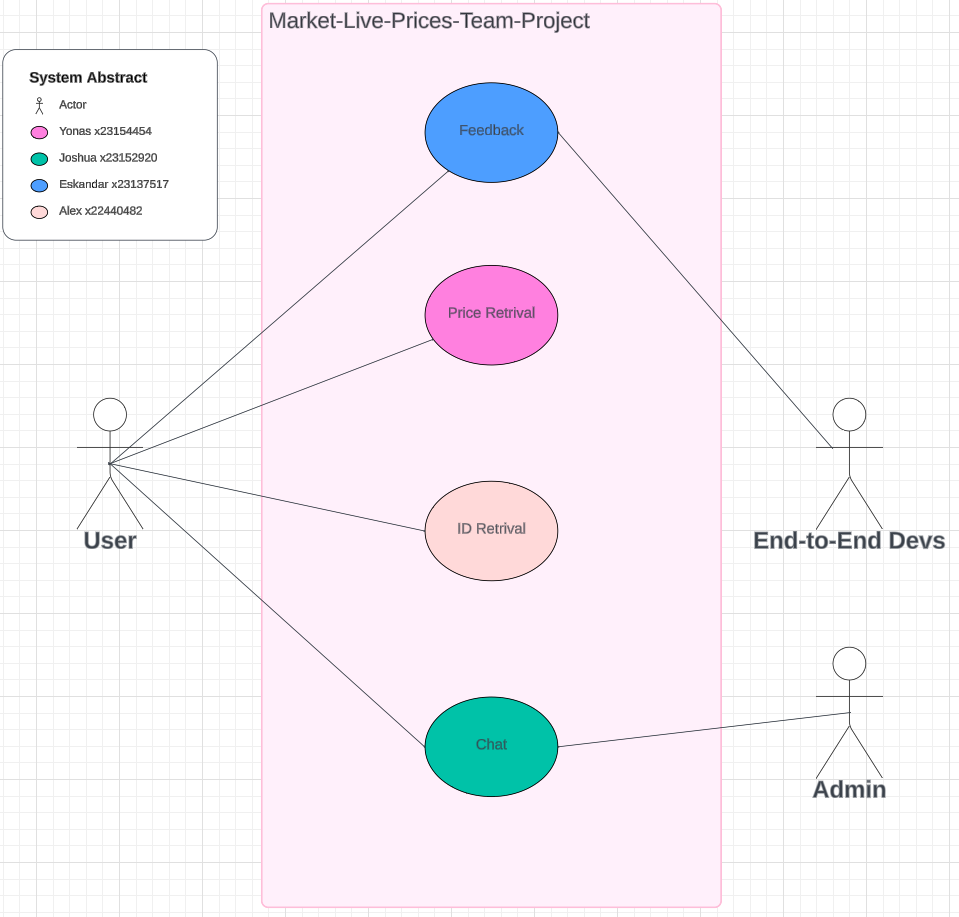 Market-Live-Prices-Team-Project
System Abstract
Actor
Yonas x23154454
Joshua x23152920
Eskandar x23137517
Alex x22440482
Feedback
Price Retrival
ID Retrival
Chat
User
End-to-End Devs
Admin